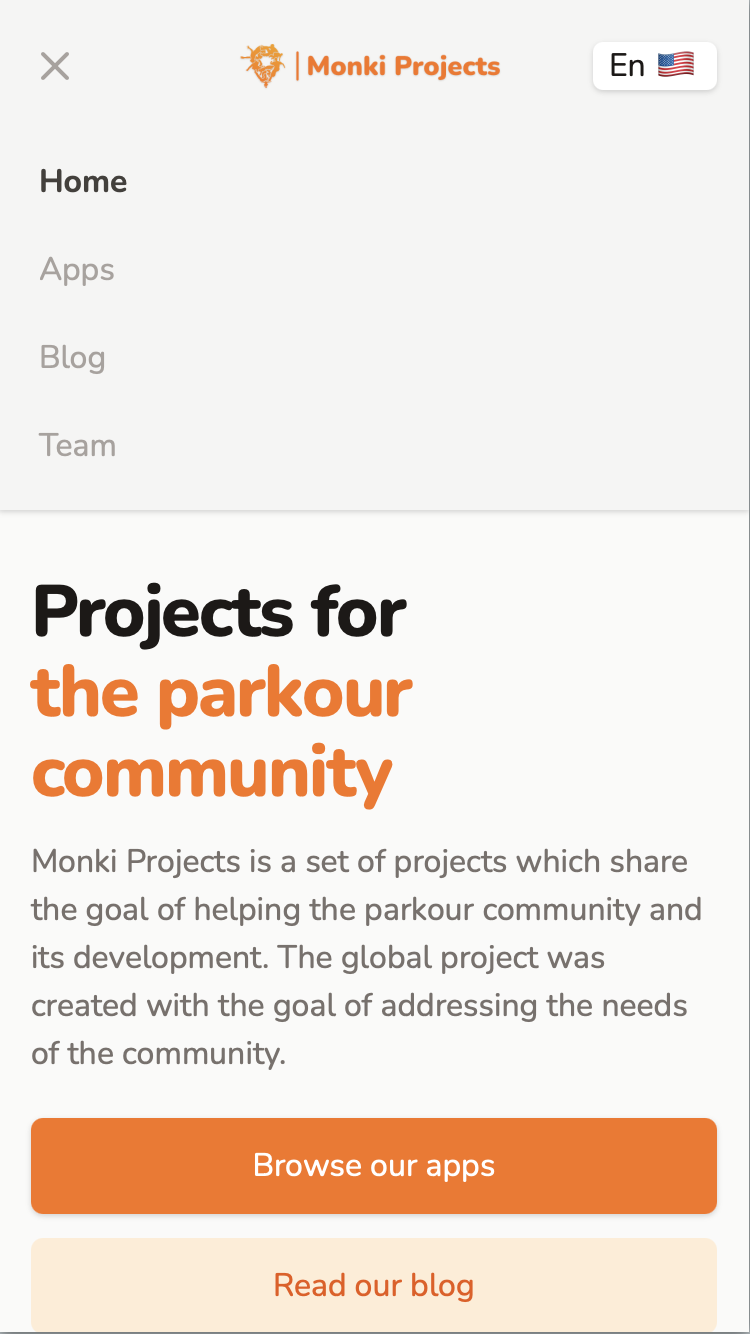 | Monki Projects
En 🇺🇸
Home
Apps
Blog
Team
Projects for
the parkour
community
Monki Projects is a set of projects which share
the goal of helping the parkour community and
its development. The global project was
created with the goal of addressing the needs
of the community.
Browse our apps
Read our blog